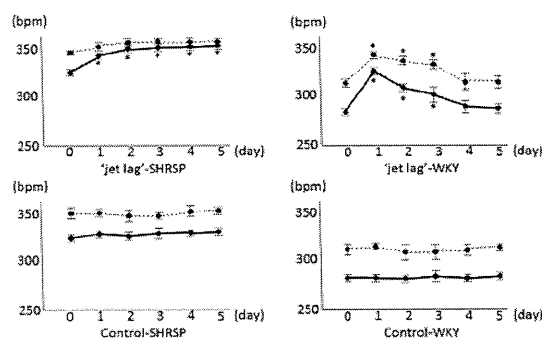 (bpm)
350
300
250
0 1 2 3 4 5 (day)
'jet lag'-SHRSP
(bpm)
350
300
250
0 1 2 3 4 5 (day)
'jet lag'-WKY
bpm)
350
300
250
0 1 2 3 4 5 (day)
Control-SHRSP
(bpm)
350
300
250
0 1 2 3 4 5 (day)
Control-WKY